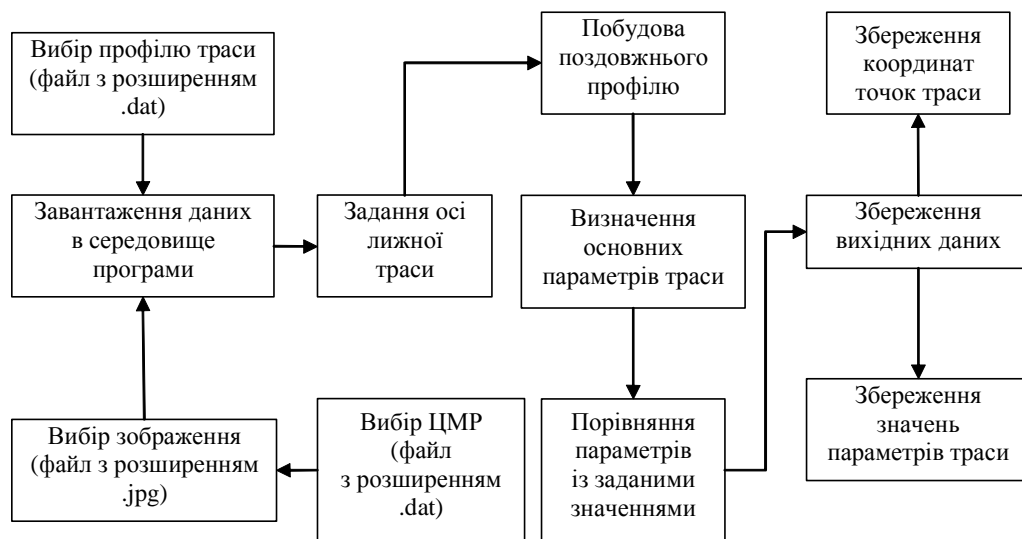 Вибір профілю траси
(файл з розширенням
.dat)
Завантаження даних
в середовище
програми
Вибір зображення
(файл з розширенням
.jpg)
Вибір ЦМР
(файл
з розширенням
.dat)
Задання осі
лижної
траси
Побудова
поздовжнього
профілю
Визначення
основних
параметрів траси
Порівняння
параметрів
із заданими
значеннями
Збереження
вихідних даних
Збереження
координат
точок траси
Збереження
значень
параметрів траси